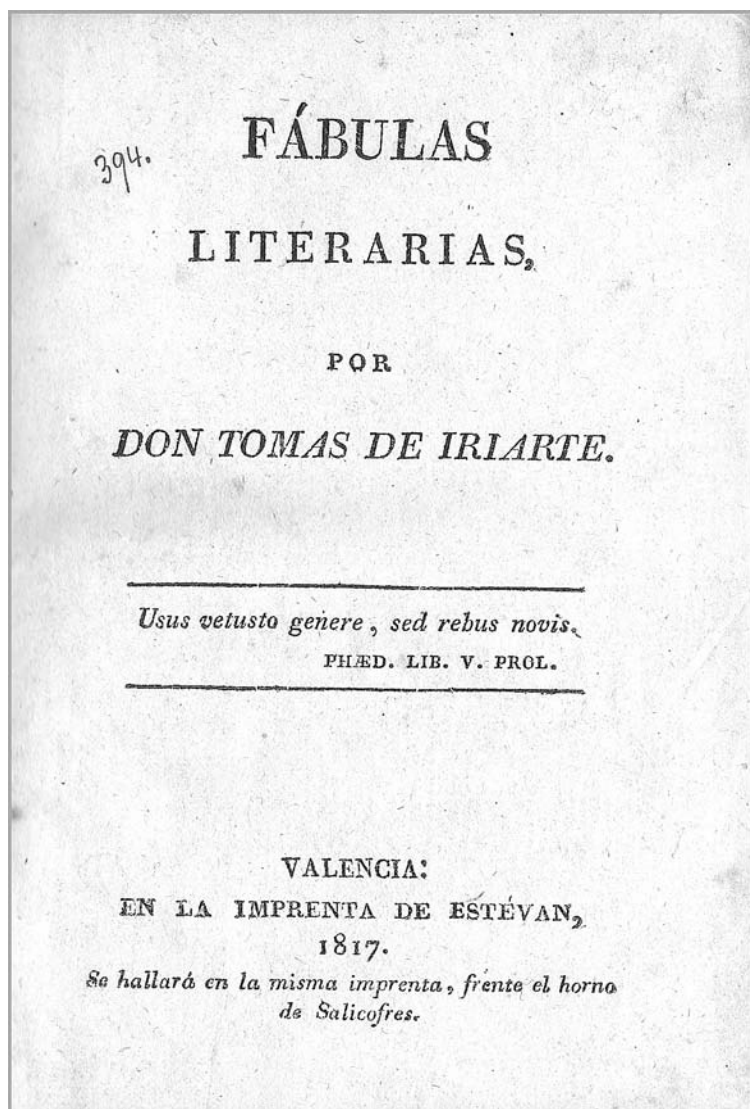 FÁBULAS
394.
LITERARIAS,
POR
DON TOMAS DE IRIARTE.
Usus vetusto genere, sed rebus novis.
PHÆD. LIB. V. PROL.
VALENCIA:
EN LA IMPRENTA DE ESTÉVAN,
1817.
Se hallará en la misma imprenta, frente el horno
de Salicofres.